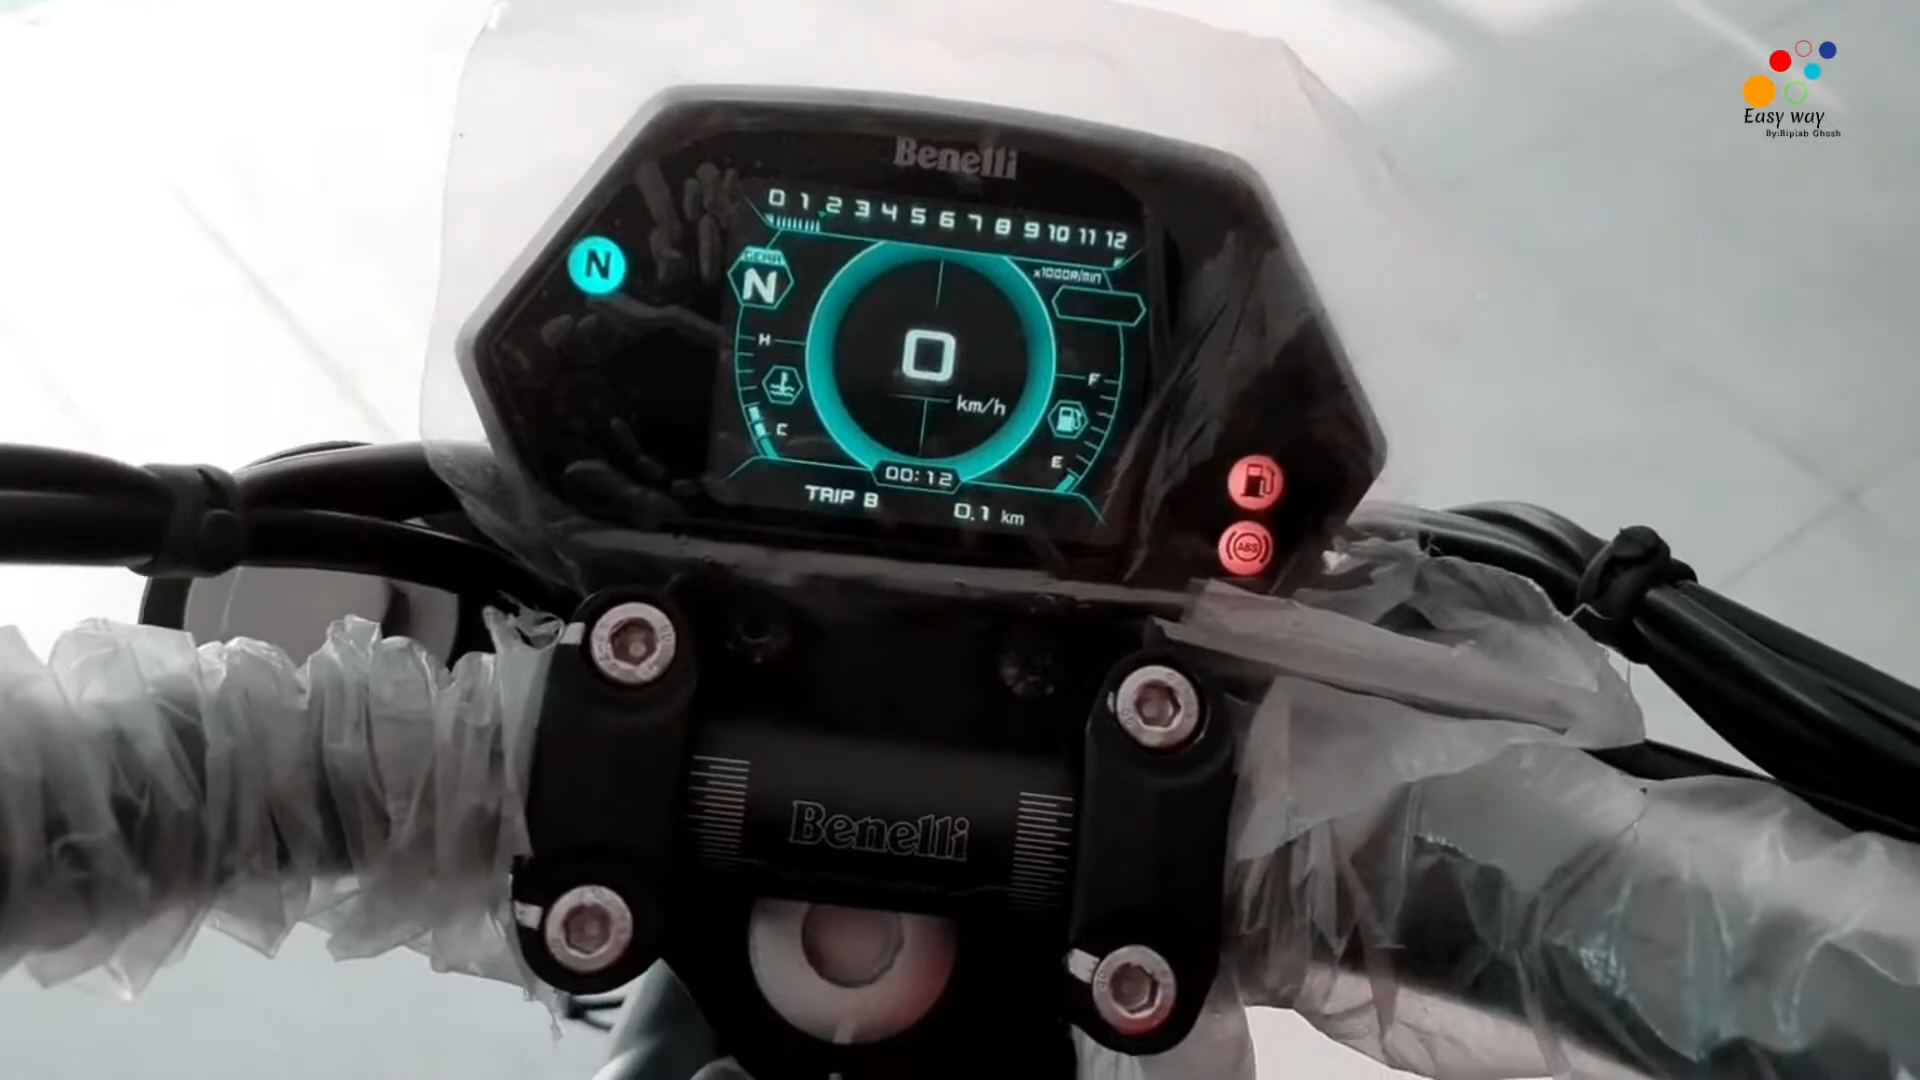 Easy way
By:Biplab Ghosh
Benelli
0 1 2 3 4 5 6 7 8 9 10 11 12
x1000R/min
N
GEAR
N
H
0
km/h
F
C
E
00:12
TRIP B 0.1 km
ABS
Benelli